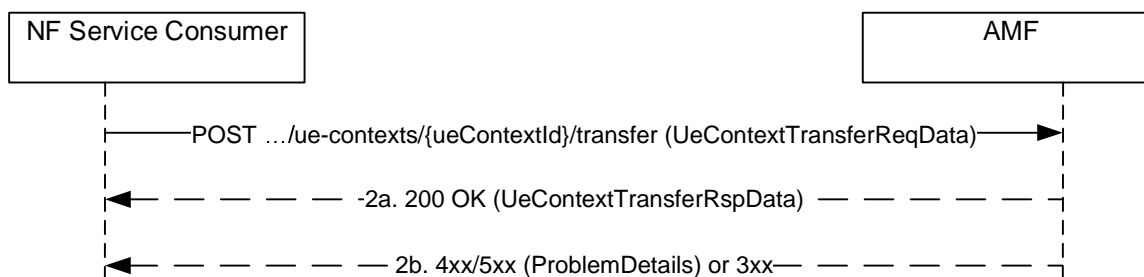 NF Service Consumer
AMF
POST …/ue-contexts/{ueContextId}/transfer (UeContextTransferReqData)
2a. 200 OK (UeContextTransferRspData)
2b. 4xx/5xx (ProblemDetails) or 3xx